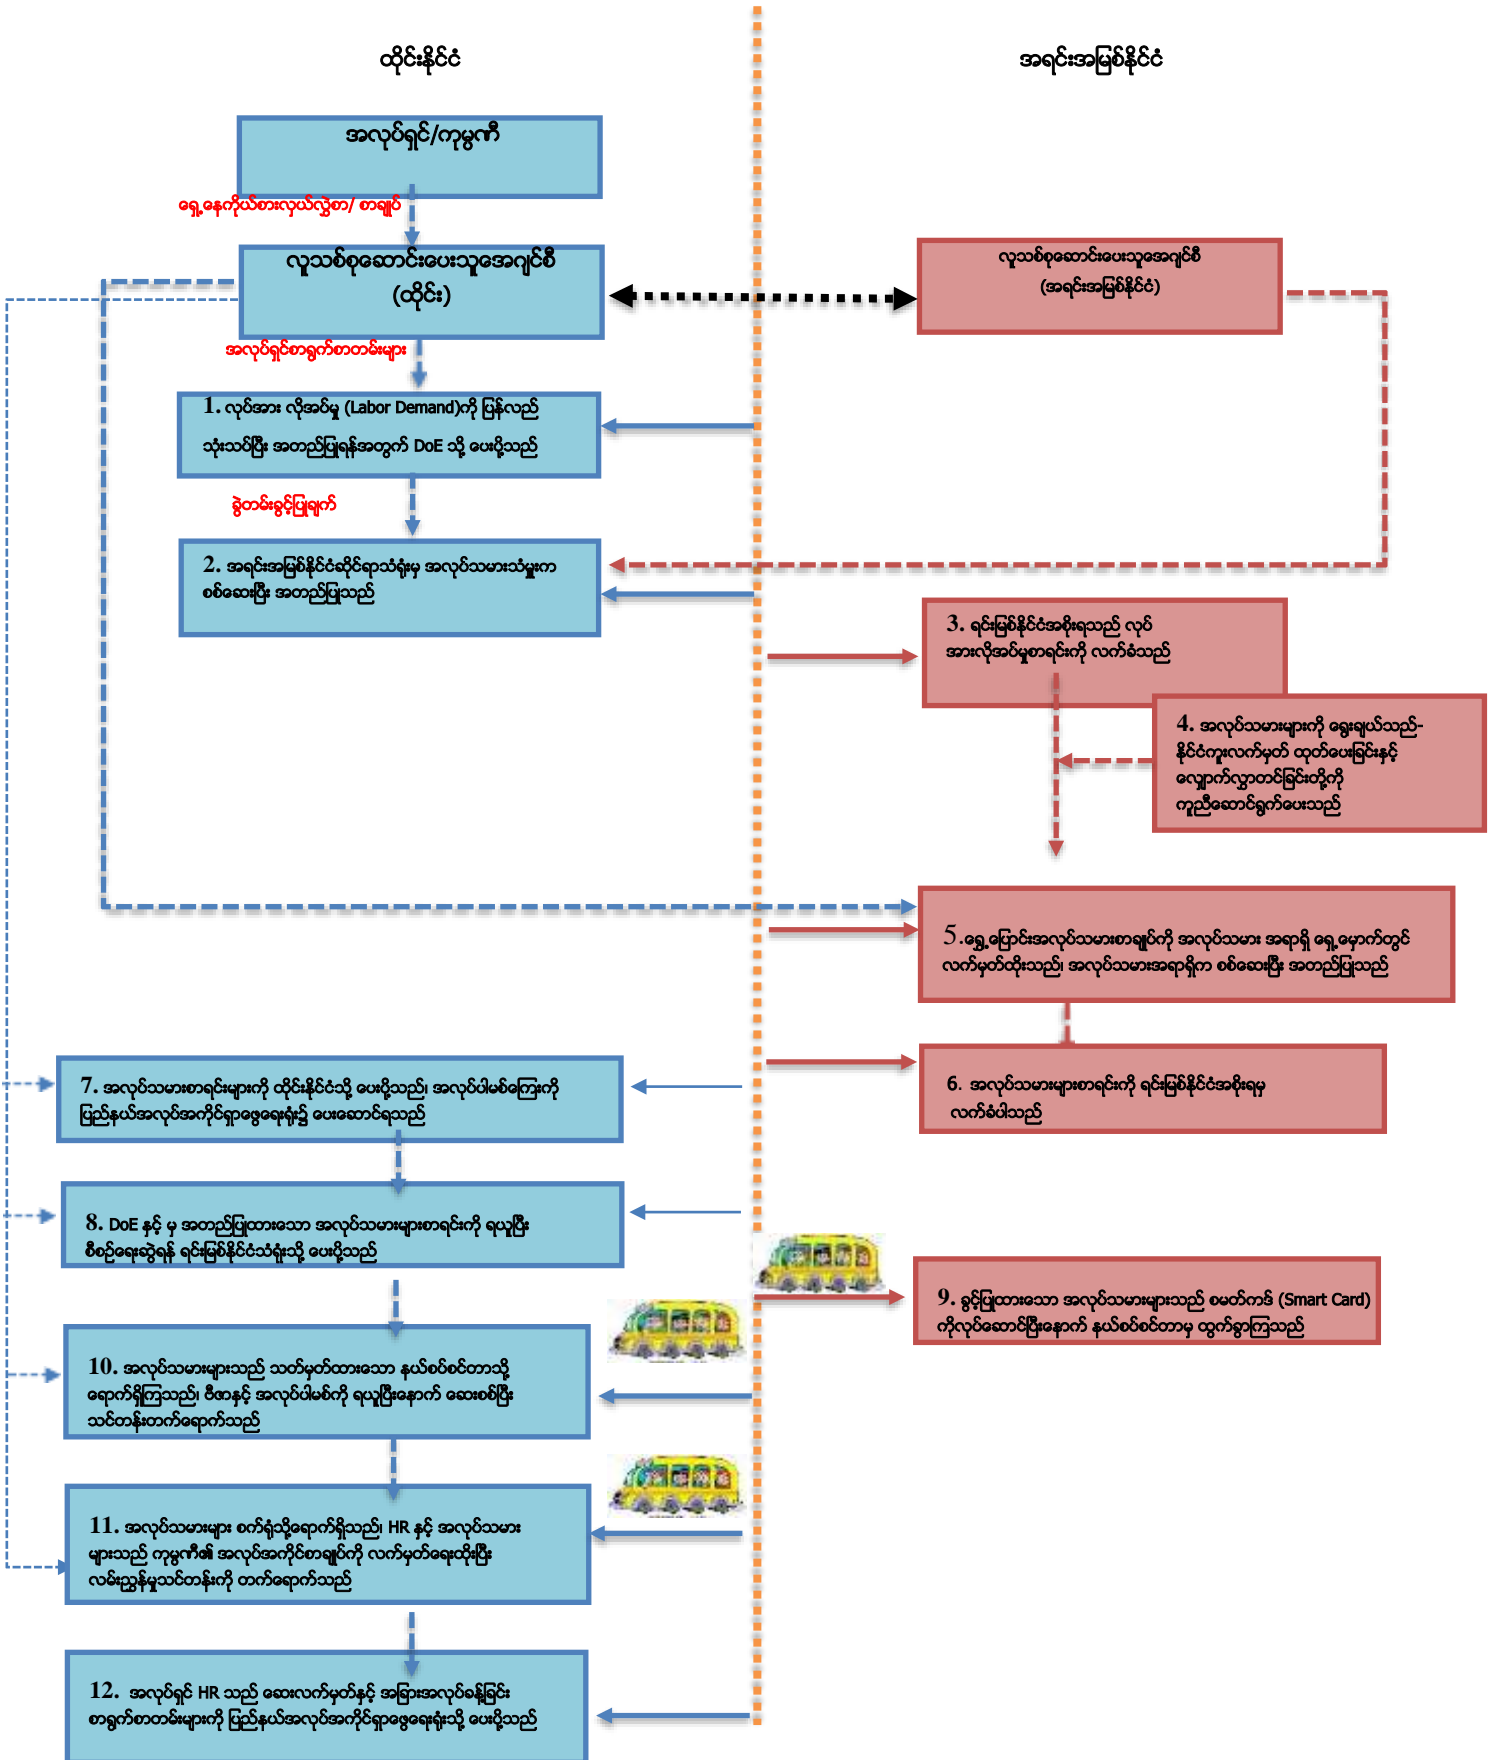 ထိုင်းနိုင်ငံ
အရင်းအမြစ်နိုင်ငံ
အလုပ်ရှင်/ကုမ္ပဏီ
ရှေ့နေကိုယ်စားလှယ်လွှဲစာ/ စာချုပ်
လူသစ်စုဆောင်းပေးသူအေဂျင်စီ
(ထိုင်း)
လူသစ်စုဆောင်းပေးသူအေဂျင်စီ
(အရင်းအမြစ်နိုင်ငံ)
အလုပ်ရှင်စာရွက်စာတမ်းများ
1. လုပ်အား လိုအပ်မှု (Labor Demand)ကို ပြန်လည်
သုံးသပ်ပြီး အတည်ပြုရန်အတွက် DoE သို့ ပေးပို့သည်
ခွဲတမ်းခွင့်ပြုချက်
2. အရင်းအမြစ်နိုင်ငံဆိုင်ရာသံရုံးမှ အလုပ်သမားသံမှူးက
စစ်ဆေးပြီး အတည်ပြုသည်
3. ရင်းမြစ်နိုင်ငံအစိုးရသည် လုပ်
အားလိုအပ်မှုစာရင်းကို လက်ခံသည်
4. အလုပ်သမားများကို ရွေးချယ်သည်-
နိုင်ငံကူးလက်မှတ် ထုတ်ပေးခြင်းနှင့်
လျှောက်လွှာတင်ခြင်းတို့ကို
ကူညီဆောင်ရွက်ပေးသည်
5.ရွှေ့ပြောင်းအလုပ်သမားစာချုပ်ကို အလုပ်သမား အရာရှိ ရှေ့မှောက်တွင်
လက်မှတ်ထိုးသည်၊ အလုပ်သမားအရာရှိက စစ်ဆေးပြီး အတည်ပြုသည်
6. အလုပ်သမားများစာရင်းကို ရင်းမြစ်နိုင်ငံအစိုးရမှ
လက်ခံပါသည်
7. အလုပ်သမားစာရင်းများကို ထိုင်းနိုင်ငံသို့ ပေးပို့သည်၊ အလုပ်ပါမစ်ကြေးကို
ပြည်နယ်အလုပ်အကိုင်ရှာဖွေရေးရုံး၌ ပေးဆောင်ရသည်
8. DoE နှင့် မှ အတည်ပြုထားသော အလုပ်သမားများစာရင်းကို ရယူပြီး
စီစဉ်ရေးဆွဲရန် ရင်းမြစ်နိုင်ငံသံရုံးသို့ ပေးပို့သည်
9. ခွင့်ပြုထားသော အလုပ်သမားများသည် စမတ်ကဒ် (Smart Card)
ကိုလုပ်ဆောင်ပြီးနောက် နယ်စပ်စင်တာမှ ထွက်ခွာကြသည်
10. အလုပ်သမားများသည် သတ်မှတ်ထားသော နယ်စပ်စင်တာသို့
ရောက်ရှိကြသည်၊ ဗီဇာနှင့် အလုပ်ပါမစ်ကို ရယူပြီးနောက် ဆေးစစ်ပြီး
သင်တန်းတက်ရောက်သည်
11. အလုပ်သမားများ စက်ရုံသို့ရောက်ရှိသည်၊ HR နှင့် အလုပ်သမား
များသည် ကုမ္ပဏီ၏ အလုပ်အကိုင်စာချုပ်ကို လက်မှတ်ရေးထိုးပြီး
လမ်းညွှန်မှုသင်တန်းကို တက်ရောက်သည်
12. အလုပ်ရှင် HR သည် ဆေးလက်မှတ်နှင့် အခြားအလုပ်ခန့်ခြင်း
စာရွက်စာတမ်းများကို ပြည်နယ်အလုပ်အကိုင်ရှာဖွေရေးရုံးသို့ ပေးပို့သည်